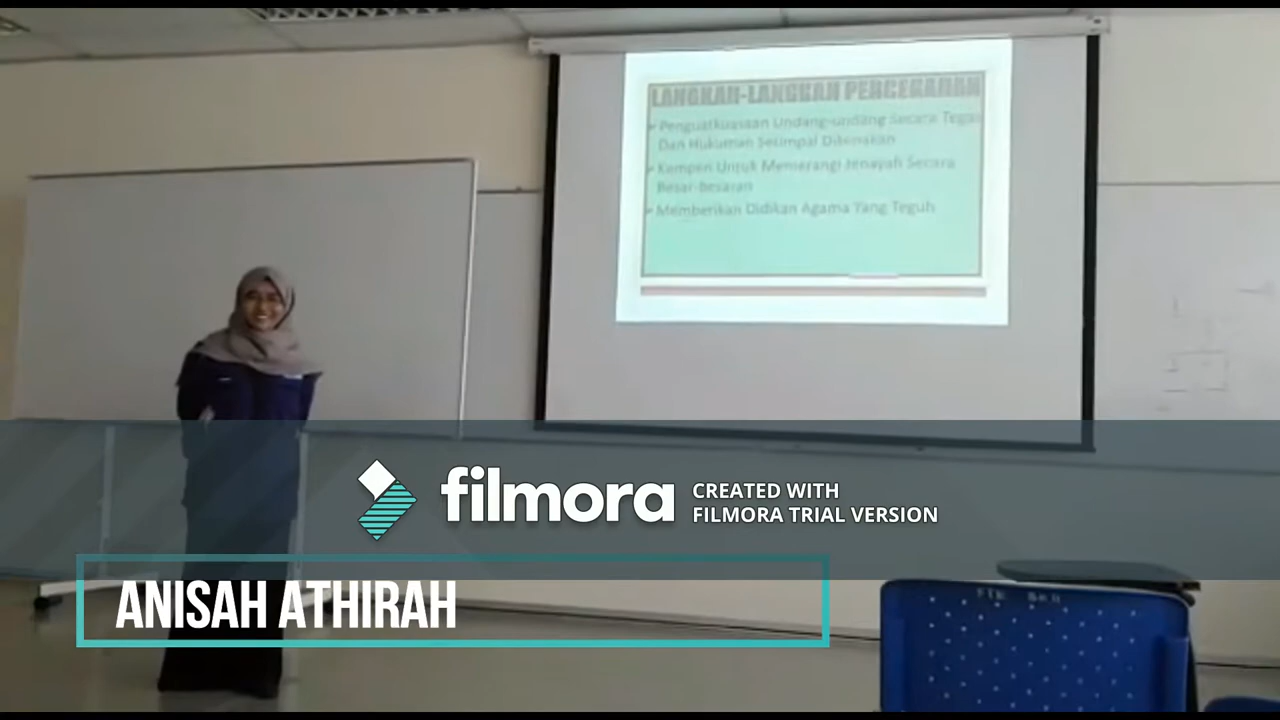 LANGKAH-LANGKAH PENCEGAHAN
Penguatkuasaan Undang-undang Secara Tegas
Dan Hukuman Setimpal Dikenakan
Kempen Untuk Memerangi Jenayah Secara
Besar-besaran
Memberikan Didikan Agama Yang Teguh
filmora
CREATED WITH
FILMORA TRIAL VERSION
ANISAH ATHIRAH